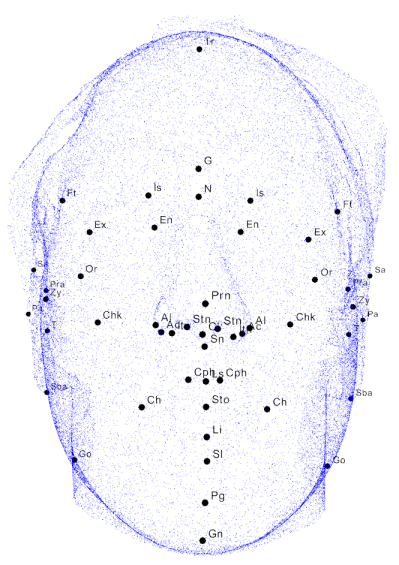 Tr
G
Is N Is
Ft Ft
Ex En En Ex
Sa Or Or Sa
Pra Pra
Zy Prn Zy
Chk Al Stn Stn Al Chk Pa
Sn
Cph Ls Cph
Sba Sba
Ch Sto Ch
Li
Go Sl Go
Pg
Gn